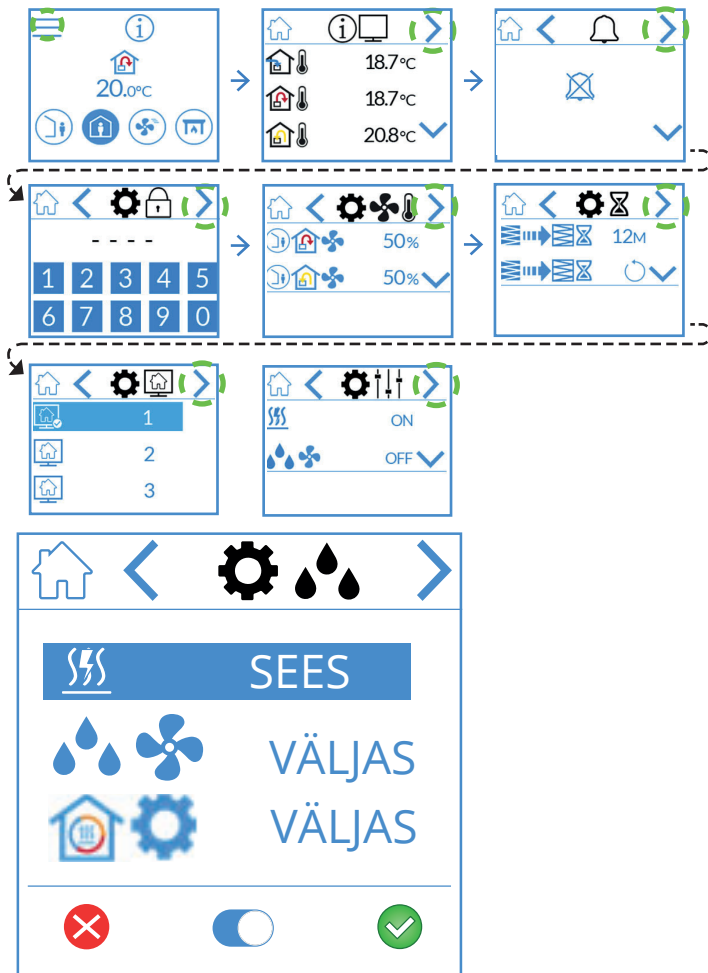 20.0°C
18.7°C
18.7°C
20.8°C
- - - -
1 2 3 4 5
6 7 8 9 0
50%
50%
12M
1
2
3
ON
OFF
SEES
VÄLJAS
VÄLJAS